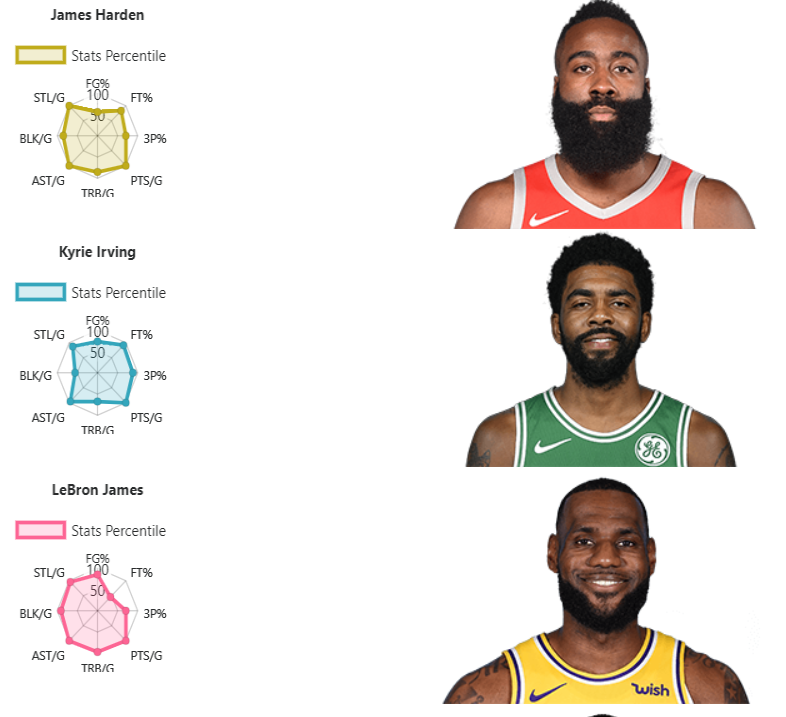 James Harden
Stats Percentile
FG%
STL/G 100 FT%
50
BLK/G 3P%
AST/G PTS/G
TRB/G
Kyrie Irving
Stats Percentile
FG%
STL/G 100 FT%
50
BLK/G 3P%
AST/G PTS/G
TRB/G
LeBron James
Stats Percentile
FG%
STL/G 100 FT%
50
BLK/G 3P%
AST/G PTS/G
TRB/G
wish